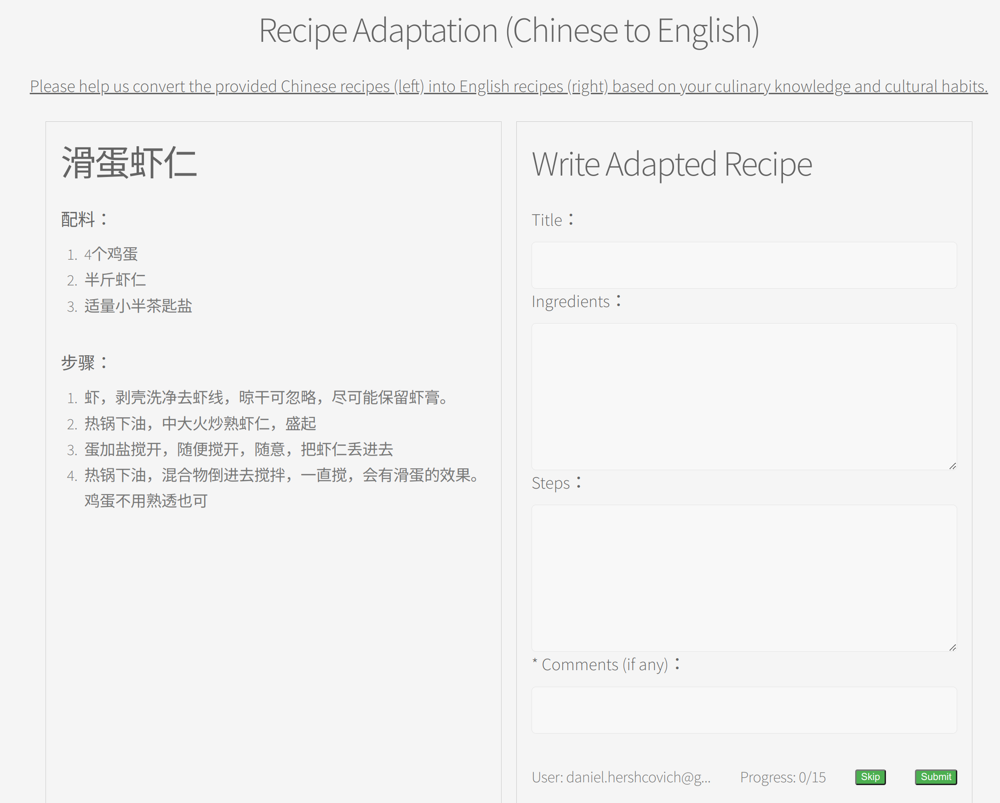 Recipe Adaptation (Chinese to English)
Please help us convert the provided Chinese recipes (left) into English recipes (right) based on your culinary knowledge and cultural habits.
滑蛋虾仁
配料：
1. 4个鸡蛋
2. 半斤虾仁
3. 适量小半茶匙盐
步骤：
1. 虾，剥壳洗净去虾线，晾干可忽略，尽可能保留虾膏。
2. 热锅下油，中大火炒熟虾仁，盛起
3. 蛋加盐搅开，随便搅开，随意，把虾仁丢进去
4. 热锅下油，混合物倒进去搅拌，一直搅，会有滑蛋的效果。
鸡蛋不用熟透也可
Write Adapted Recipe
Title：
Ingredients：
Steps：
* Comments (if any)：
User: daniel.hershcovich@g... Progress: 0/15 Skip Submit